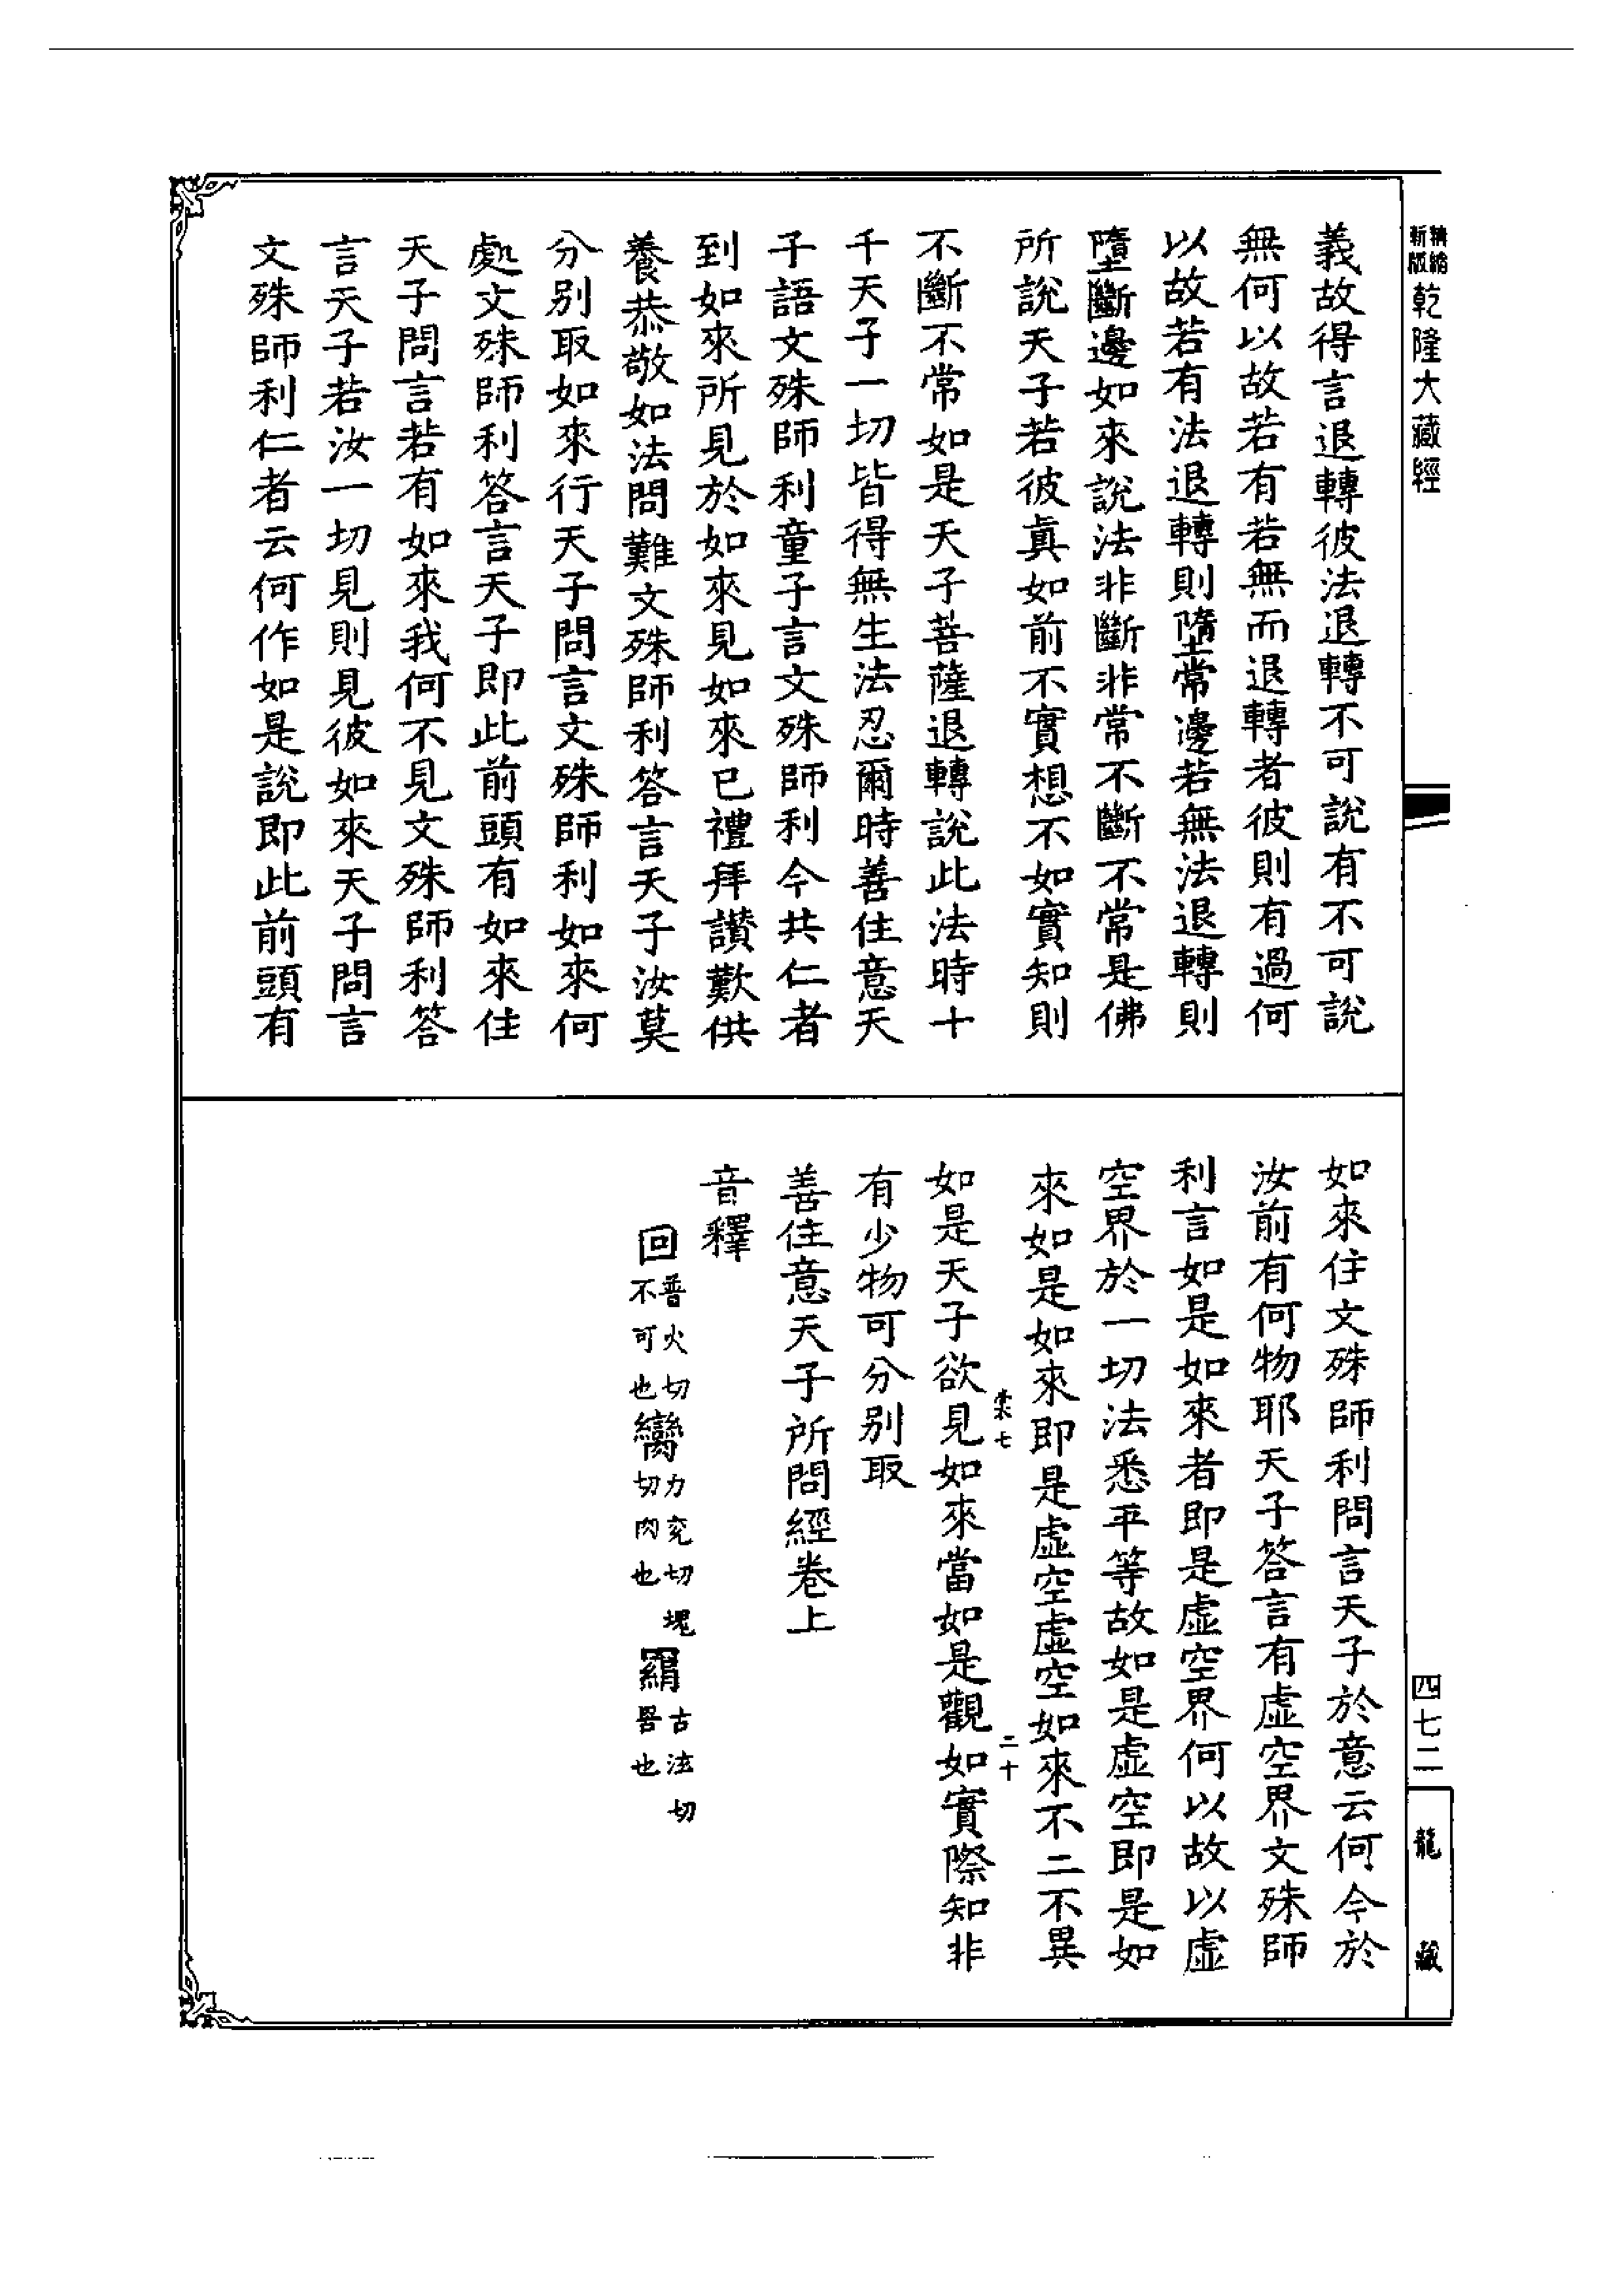 精縮新版乾隆大藏經
義故得言退轉彼法退轉不可說有不可說
無何以故若有若無而退轉者彼則有過何
以故若有法退轉則墮常邊若無法退轉則
墮斷邊如來說法非斷非常不斷不常是佛
所說天子若彼真如前不實想不如實知則
不斷不常如是天子菩薩退轉說此法時十
千天子一切皆得無生法忍爾時善住意天
子語文殊師利童子言文殊師利今共仁者
到如來所見於如來見如來已禮拜讚歎供
養恭敬如法問難文殊師利答言天子汝莫
分別取如來行天子問言文殊師利如來何
處文殊師利答言天子即此前頭有如來住
天子問言若有如來我何不見文殊師利答
言天子若汝一切見則見彼如來天子問言
文殊師利仁者云何作如是說即此前頭有
如來住文殊師利問言天子於意云何今於
汝前有何物耶天子答言有虛空界文殊師
利言如是如來者即是虛空界何以故以虛
空界於一切法悉平等故如是虛空即是如
來如是如來即是虛空虛空如來不二不異
如是天子欲見如來當如是觀如實際知非
有少物可分別取
善住意天子所問經卷上
音釋
普火切不可也臠力兖切切肉也塊罥古泫切罟也
四七二
龍藏